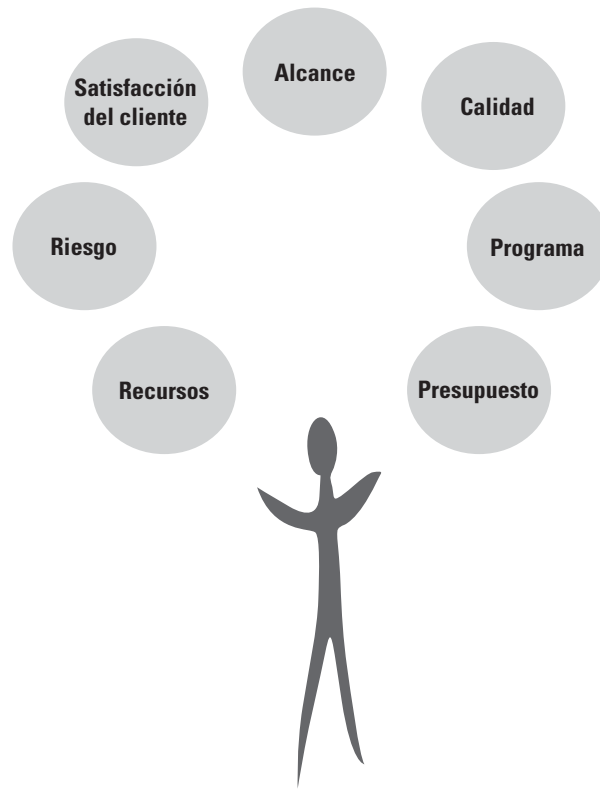 Alcance
Satisfacción
del cliente
Calidad
Riesgo
Programa
Recursos
Presupuesto